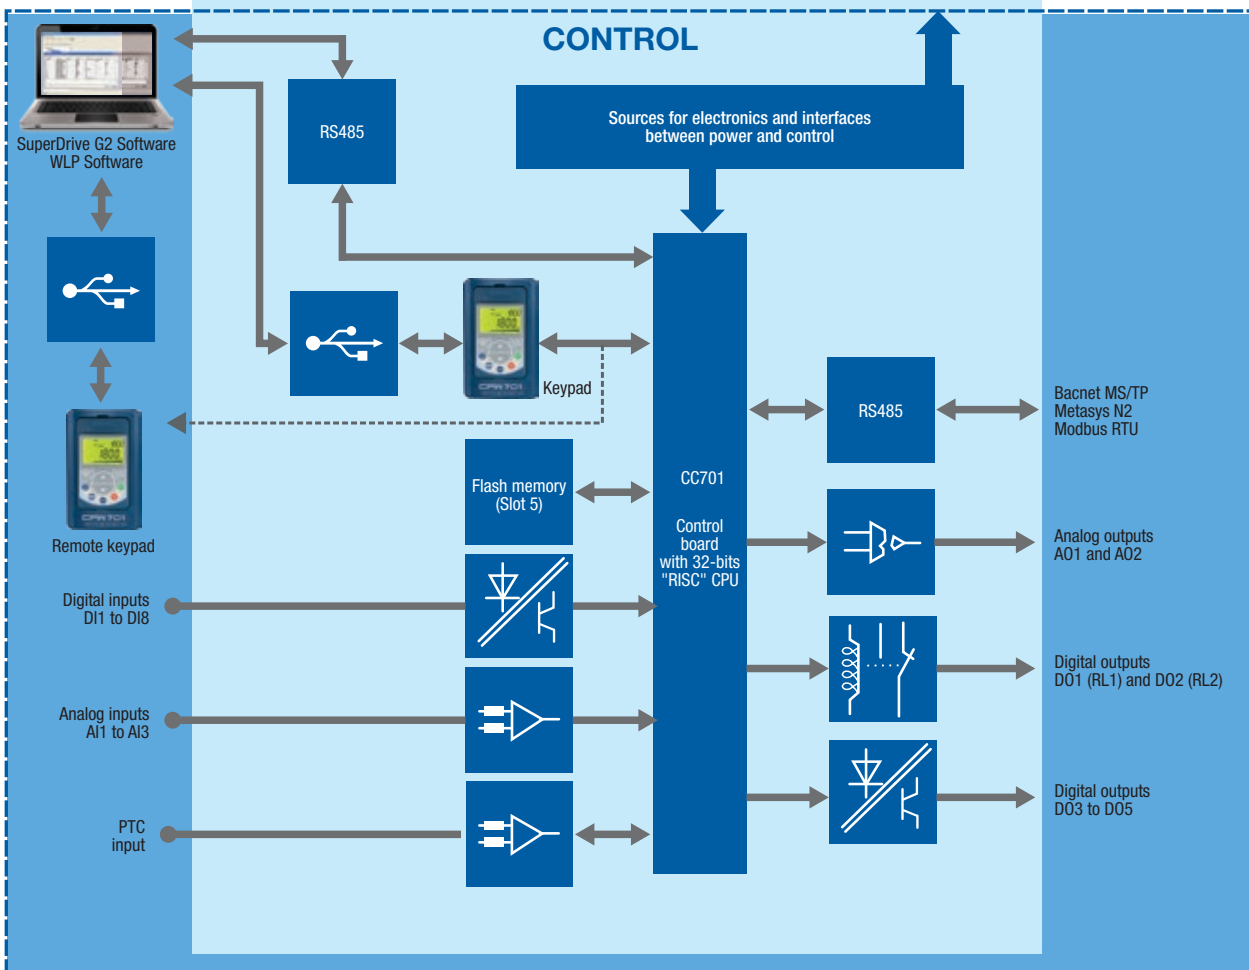 CONTROL
SuperDrive G2 Software
WLP Software
RS485
Sources for electronics and interfaces
between power and control
Keypad
CFW701
Remote keypad
CFW701
Flash memory
(Slot 5)
CC701
Control
board
with 32-bits
"RISC" CPU
RS485
Bacnet MS/TP
Metasys N2
Modbus RTU
Analog outputs
AO1 and AO2
Digital inputs
DI1 to DI8
Digital outputs
DO1 (RL1) and DO2 (RL2)
Analog inputs
AI1 to AI3
Digital outputs
DO3 to DO5
PTC
input